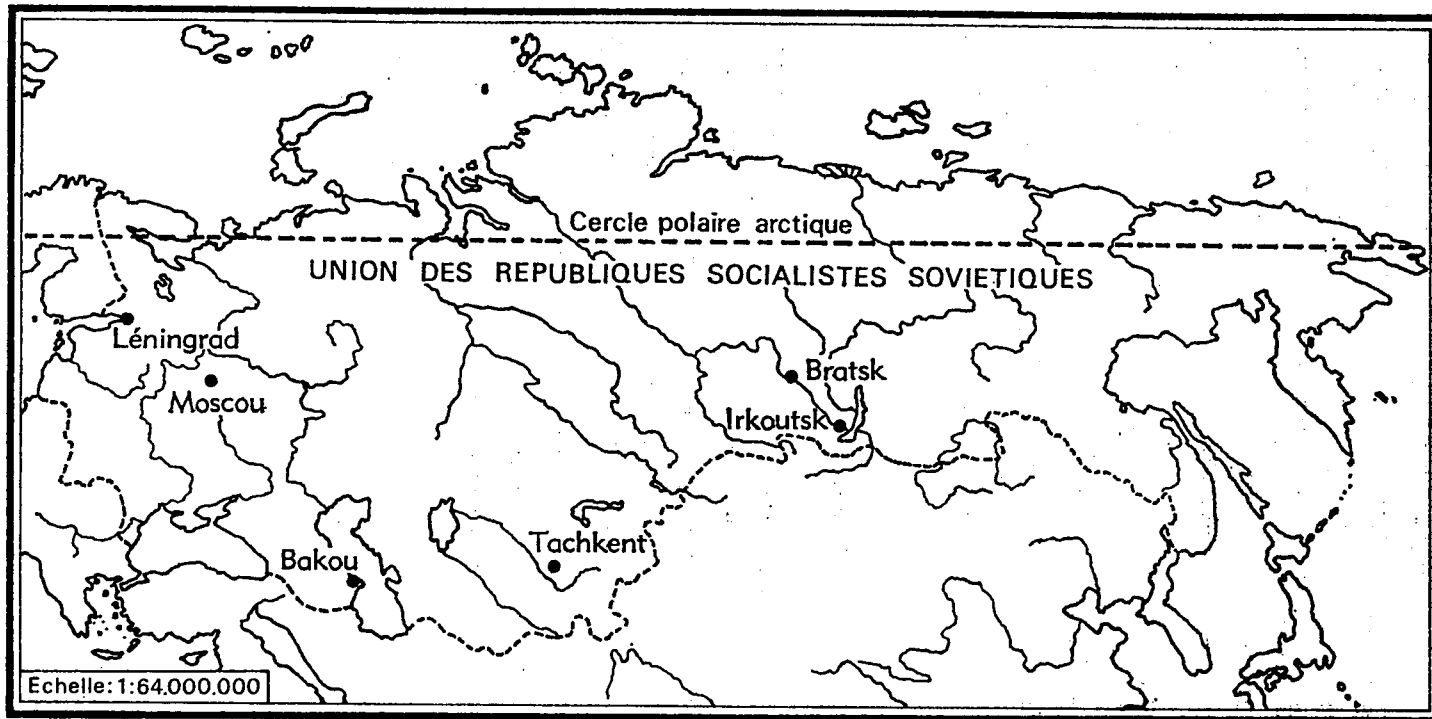 Cercle polaire arctique
UNION DES REPUBLIQUES SOCIALISTES SOVIETIQUES
Léningrad
Moscou
Bratsk
Irkoutsk
Tachkent
Bakou
Echelle: 1:64.000.000